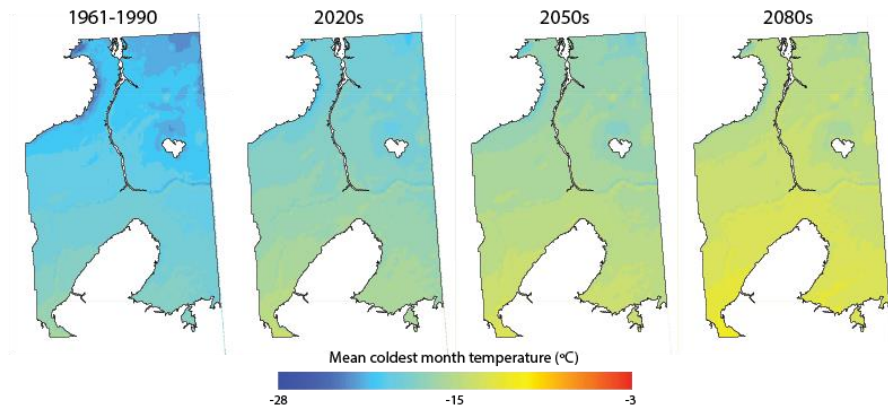 1961-1990 2020s 2050s 2080s
Mean coldest month temperature (ºC)
-28 -15 -3